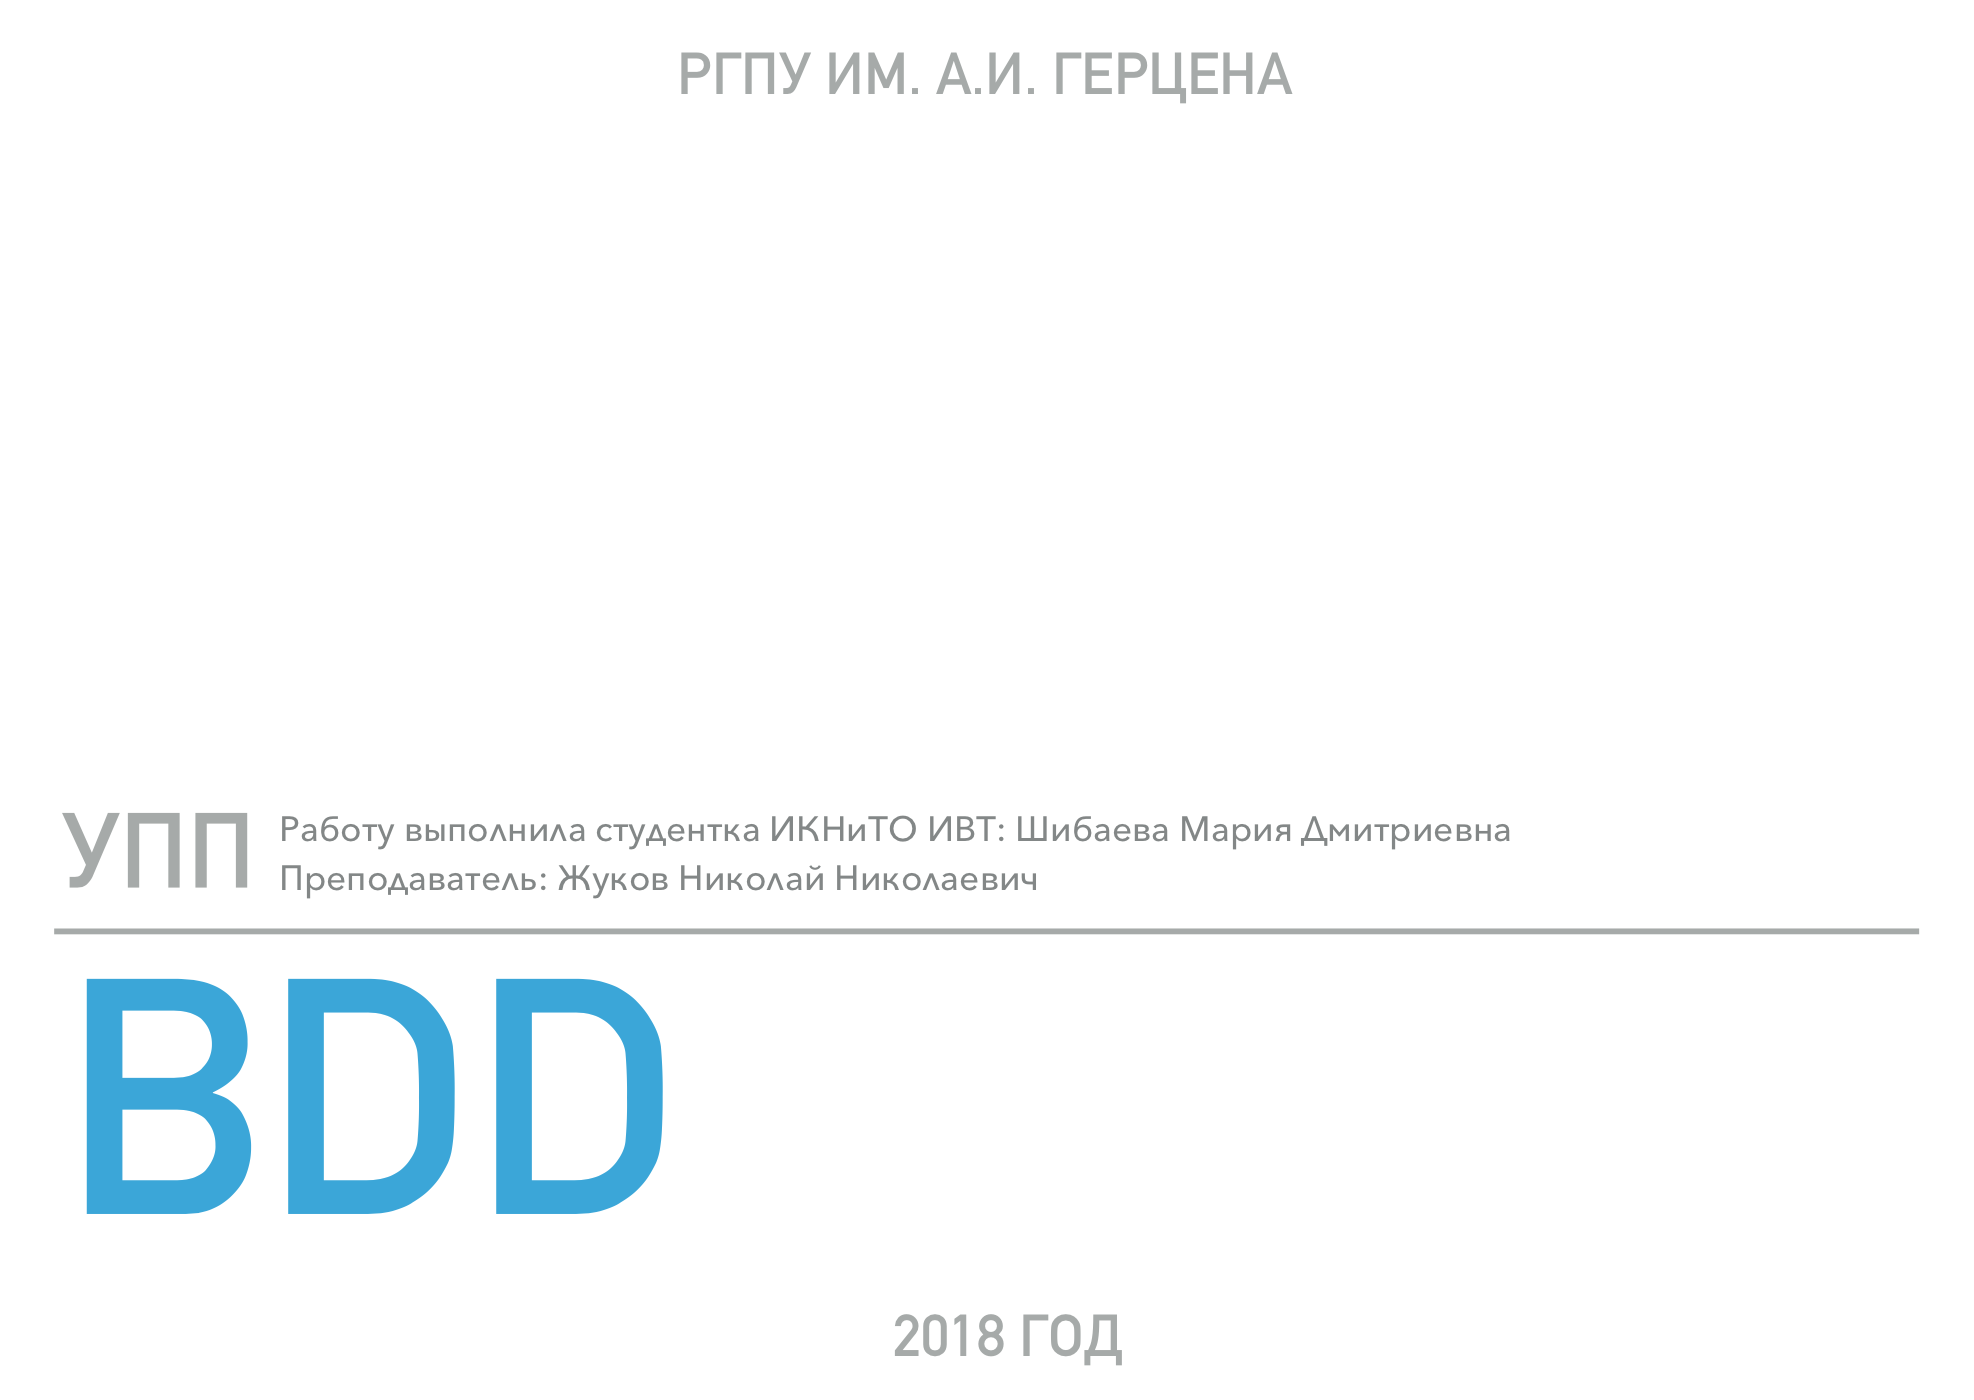 РГПУ ИМ. А.И. ГЕРЦЕНА
УПП
Работу выполнила студентка ИКНиТО ИВТ: Шибаева Мария Дмитриевна
Преподаватель: Жуков Николай Николаевич
BDD
2018 ГОД